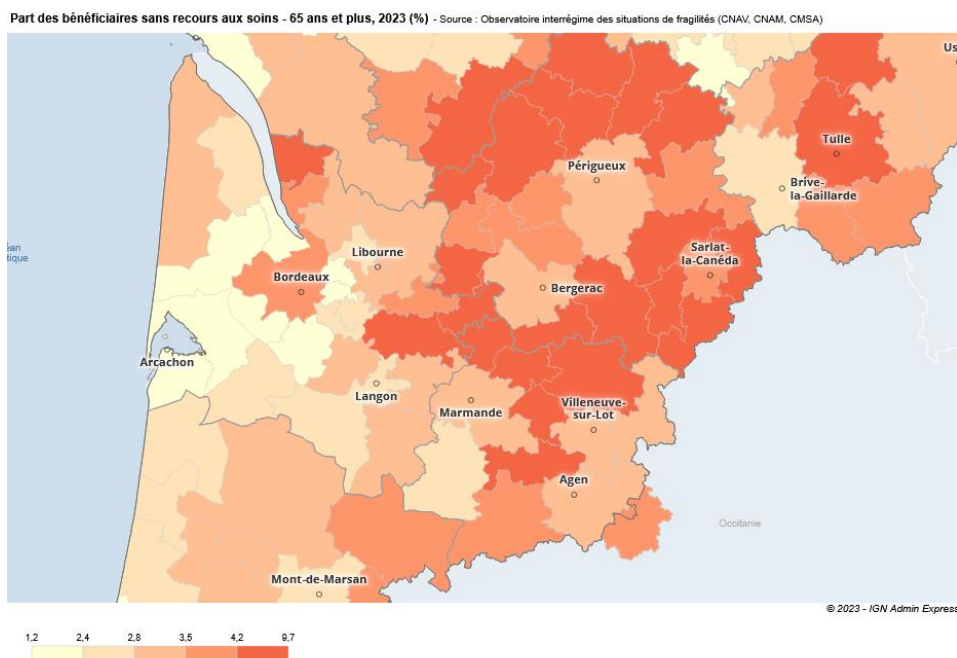 Part des bénéficiaires sans recours aux soins - 65 ans et plus, 2023 (%) - Source : Observatoire interrégime des situations de fragilités (CNAV, CNAM, CMSA)
Us
Tulle
Périgueux
Brive-
la-Gaillarde
éan
tique
Libourne
Sarlat-
la-Canéda
Bordeaux
Bergerac
Arcachon
Langon
Marmande
Villeneuve-
sur-Lot
Agen
Occitanie
Mont-de-Marsan
© 2023 - IGN Admin Express
1,2 2,4 2,8 3,5 4,2 9,7